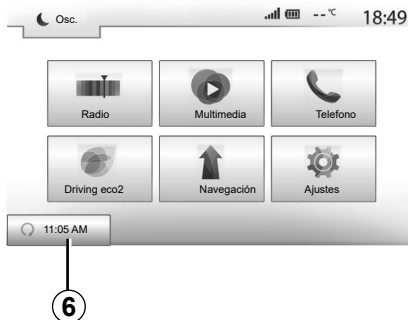 Osc. -- °C 18:49
Radio Multimedia Telefono
Driving eco2 Navegación Ajustes
11:05 AM
6